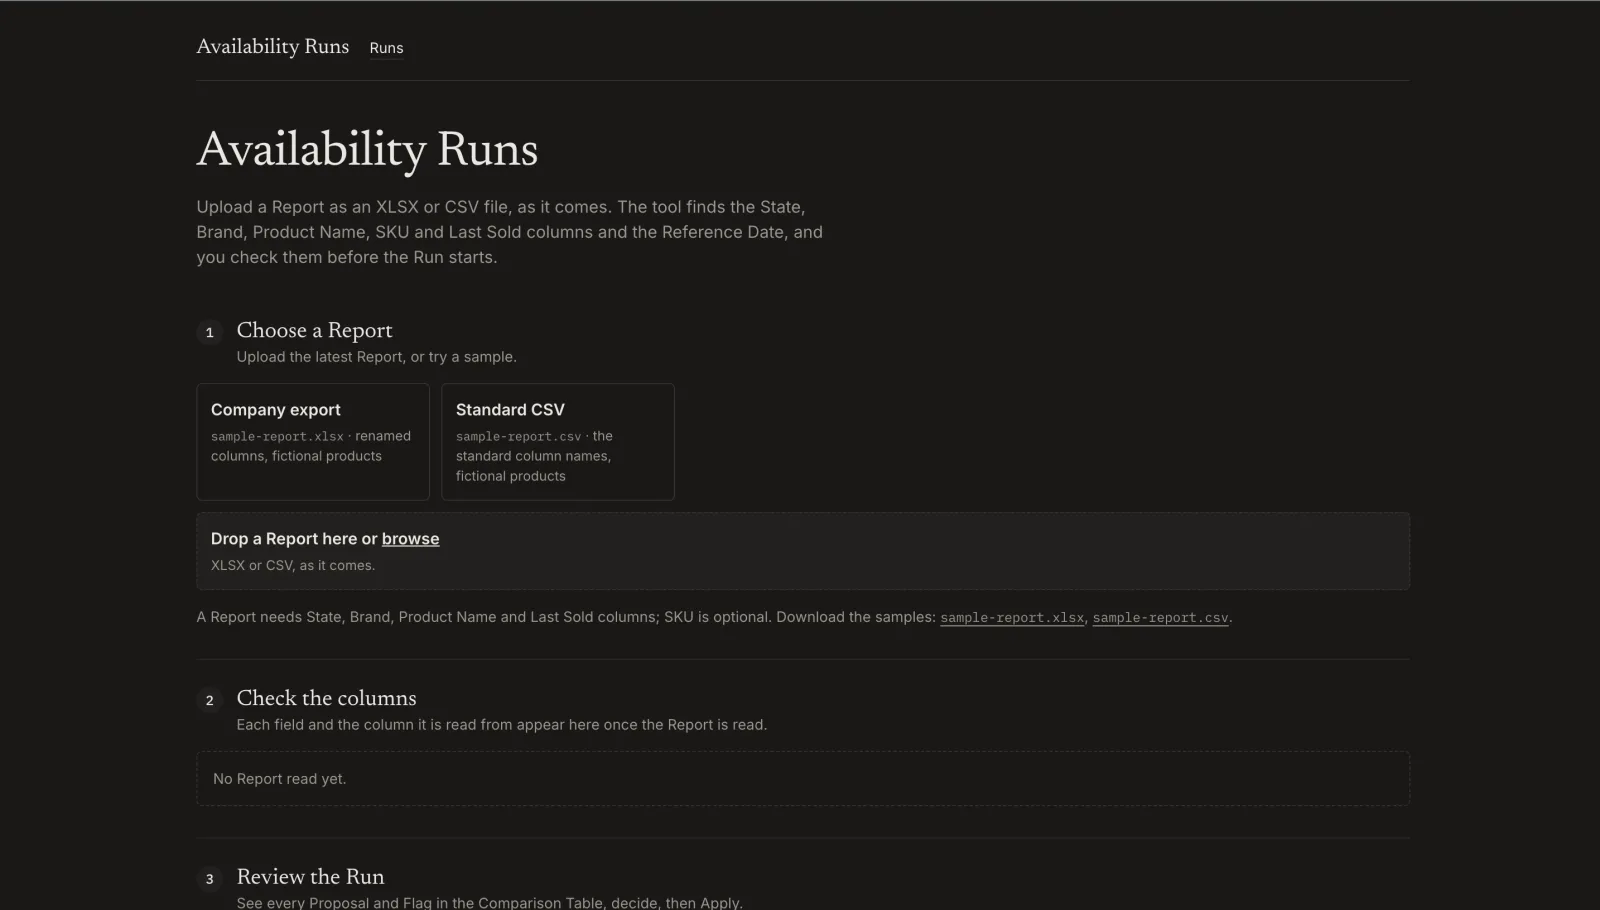 Availability Runs
Runs
Availability Runs
Upload a Report as an XLSX or CSV file, as it comes. The tool finds the State,
Brand, Product Name, SKU and Last Sold columns and the Reference Date, and
you check them before the Run starts.
1
Choose a Report
Upload the latest Report, or try a sample.
Company export
sample-report.xlsx · renamed
columns, fictional products
Standard CSV
sample-report.csv · the
standard column names,
fictional products
Drop a Report here or browse
XLSX or CSV, as it comes.
A Report needs State, Brand, Product Name and Last Sold columns; SKU is optional. Download the samples: sample-report.xlsx, sample-report.csv.
2
Check the columns
Each field and the column it is read from appear here once the Report is read.
No Report read yet.
3
Review the Run
See every Proposal and Flag in the Comparison Table, decide, then Apply.